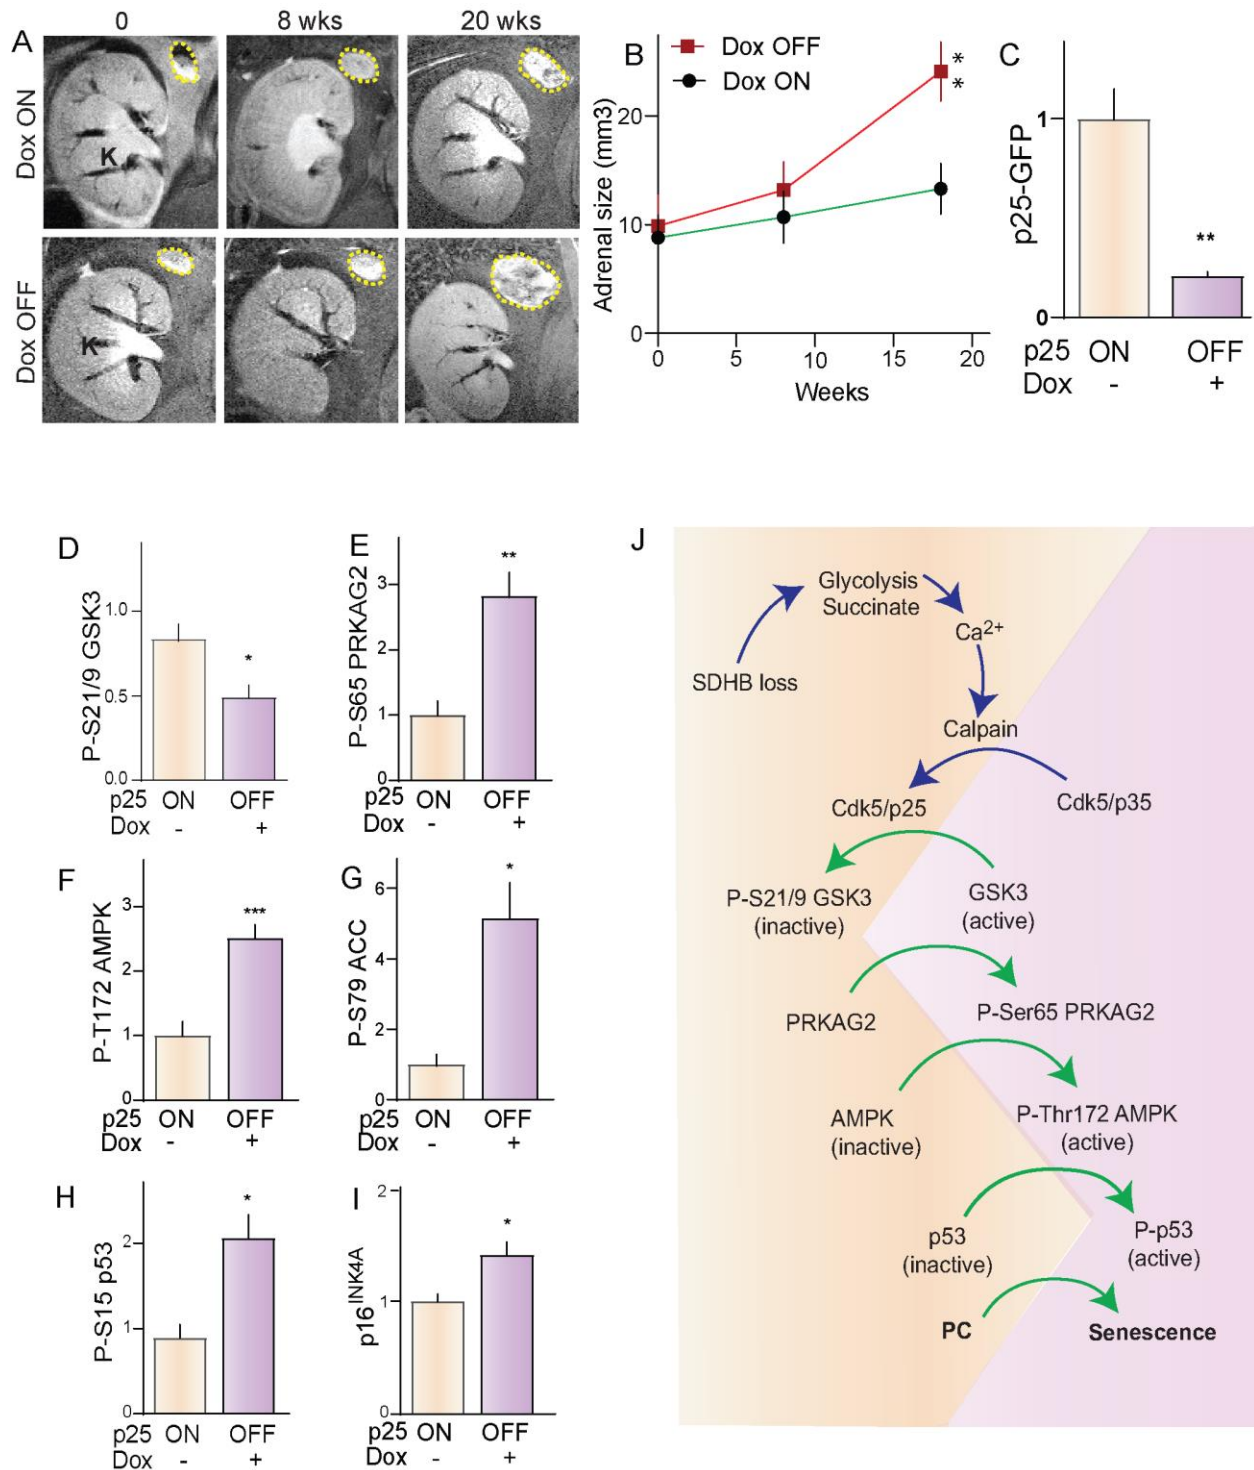 A
0
8 wks
20 wks
Dox ON
K
Dox OFF
K
B
Dox OFF
Dox ON
*
*
Adrenal size (mm3)
20
10
0
0
5
10
15
20
Weeks
C
p25-GFP
1
**
0
p25 ON OFF
Dox - +
D
P-S21/9 GSK3
1.0
0.5
0.0
*
p25 ON OFF
Dox - +
E
P-S65 PRKAG2
3
2
1
0
**
p25 ON OFF
Dox - +
F
P-T172 AMPK
3
2
1
0
***
p25 ON OFF
Dox - +
G
P-S79 ACC
6
4
2
0
*
p25 ON OFF
Dox - +
H
P-S15 p53
2
1
0
*
p25 ON OFF
Dox - +
I
p16INK4A
2
1
0
*
p25 ON OFF
Dox - +
J
Glycolysis
Succinate
Ca2+
SDHB loss
Calpain
Cdk5/p25
Cdk5/p35
P-S21/9 GSK3
(inactive)
GSK3
(active)
PRKAG2
P-Ser65 PRKAG2
AMPK
(inactive)
P-Thr172 AMPK
(active)
p53
(inactive)
P-p53
(active)
PC
Senescence